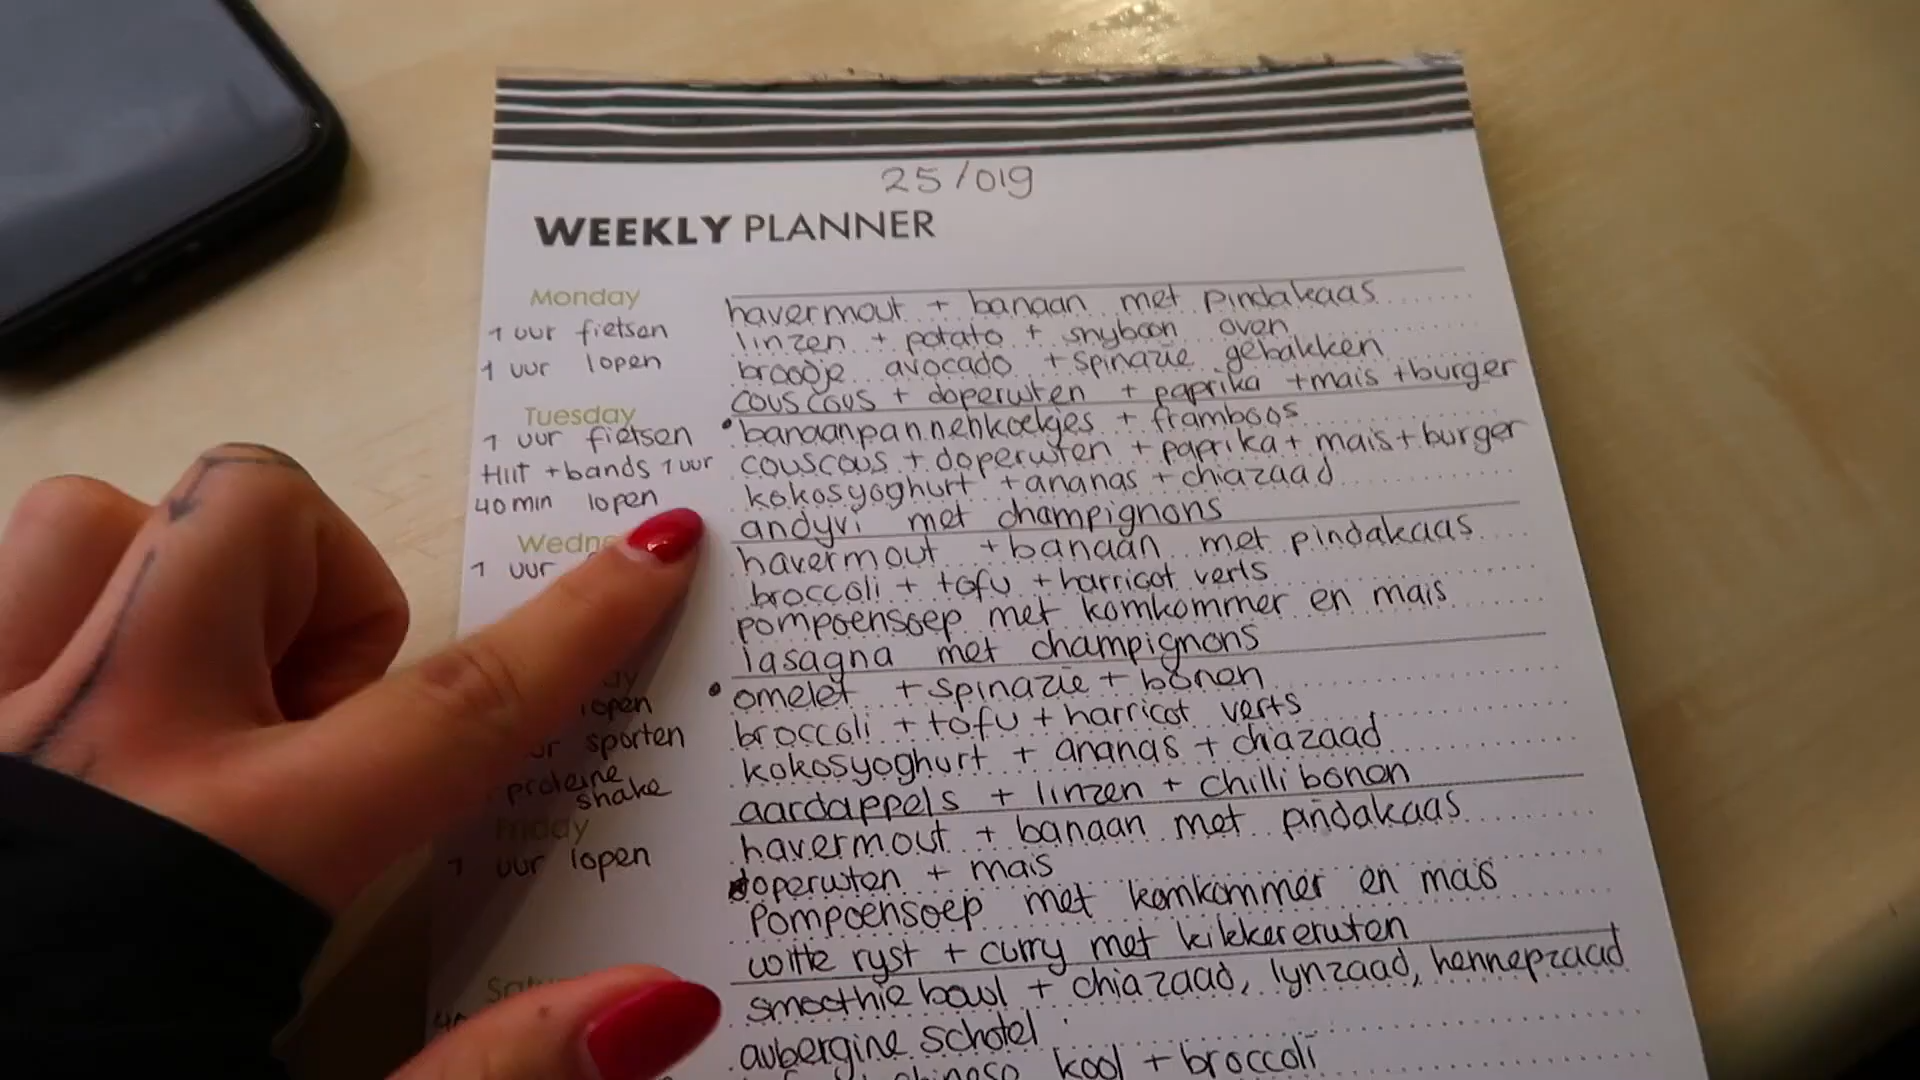 25/019
WEEKLY PLANNER
Monday
1 uur fietsen
1 uur lopen
havermout + banaan met pindakaas
linzen + potato + snyboon oven
broodje avocado + spinazie gebakken
couscous + doperwten + paprika + mais + burger
Tuesday
1 uur fietsen
Hiit + bands 1 uur
40 min lopen
banaanpannenkoekjes + framboos
couscous + doperwten + paprika + mais + burger
kokosyoghurt + ananas + chiazaad
andyvi met champignons
1 uur
havermout + banaan met pindakaas
broccoli + tofu + harricot verts
pompoensoep met komkommer en mais
lasagna met champignons
lopen
sporten
proteine
shake
omelet + spinazie + bonen
broccoli + tofu + harricot verts
kokosyoghurt + ananas + chiazaad
aardappels + linzen + chilli bonen
Friday
1 uur lopen
havermout + banaan met pindakaas
doperwten + mais
Pompoensoep met komkommer en mais
witte ryst + curry met kikkererwten
smoothie bowl + chiazaad, lynzaad, hennepzaad
aubergine schotel
kool + broccoli